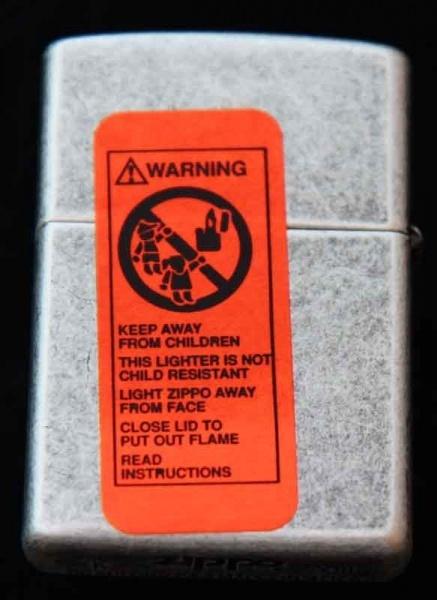 WARNING
KEEP AWAY
FROM CHILDREN
THIS LIGHTER IS NOT
CHILD RESISTANT
LIGHT ZIPPO AWAY
FROM FACE
CLOSE LID TO
PUT OUT FLAME
READ
INSTRUCTIONS
zippo